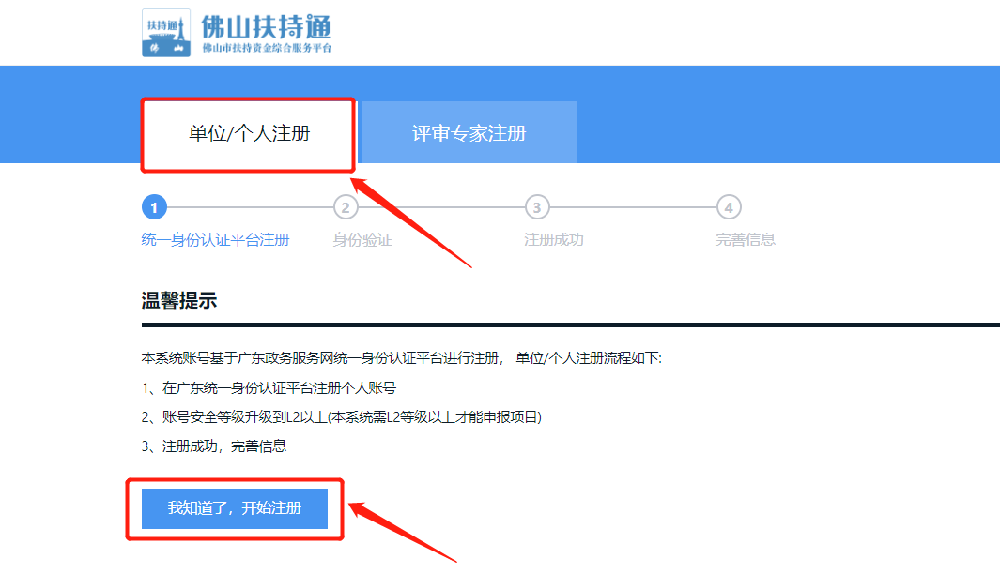 扶持通
佛山
佛山扶持通
佛山市扶持资金综合服务平台
单位/个人注册
评审专家注册
1
2
3
4
统一身份认证平台注册
身份验证
注册成功
完善信息
温馨提示
本系统账号基于广东政务服务网统一身份认证平台进行注册， 单位/个人注册流程如下:
1、在广东统一身份认证平台注册个人账号
2、账号安全等级升级到L2以上(本系统需L2等级以上才能申报项目)
3、注册成功，完善信息
我知道了，开始注册